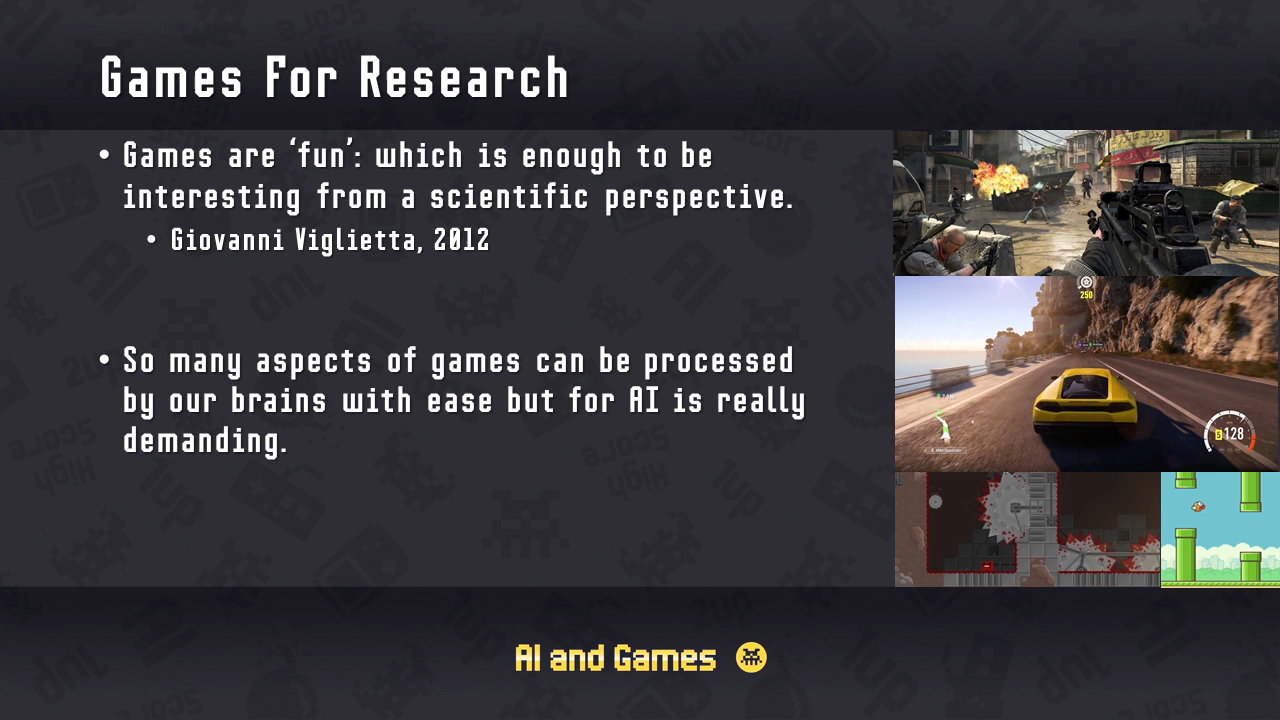 Games For Research
• Games are ‘fun’: which is enough to be
interesting from a scientific perspective.
• Giovanni Viglietta, 2012
• So many aspects of games can be processed
by our brains with ease but for AI is really
demanding.
250
128
AI and Games